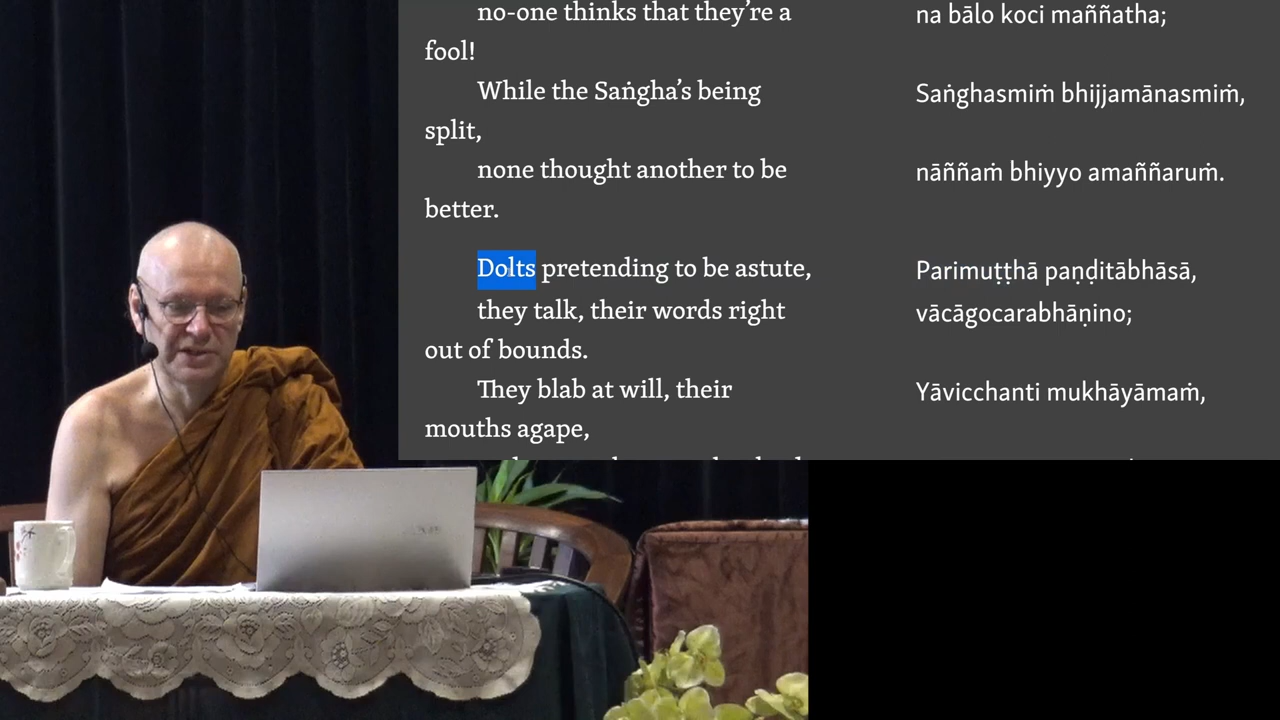 no-one thinks that they're a
fool!
While the Saṅgha's being
split,
none thought another to be
better.
Dolts pretending to be astute,
they talk, their words right
out of bounds.
They blab at will, their
mouths agape,
na bālo koci maññatha;
Saṅghasmiṁ bhijjamānasmiṁ,
nāññaṁ bhiyyo amaññaruṁ.
Parimuṭṭhā paṇḍitābhāsā,
vācāgocarabhāṇino;
Yāvicchanti mukhāyāmaṁ,